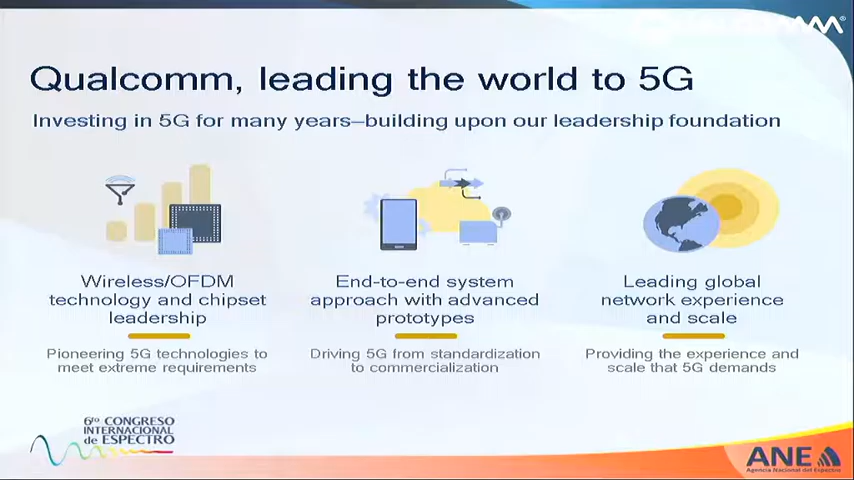 Qualcomm, leading the world to 5G
Investing in 5G for many years—building upon our leadership foundation
Wireless/OFDM
technology and chipset
leadership
Pioneering 5G technologies to
meet extreme requirements
End-to-end system
approach with advanced
prototypes
Driving 5G from standardization
to commercialization
Leading global
network experience
and scale
Providing the experience and
scale that 5G demands
6to CONGRESO
INTERNACIONAL
de ESPECTRO
ANE
Agencia Nacional del Espectro